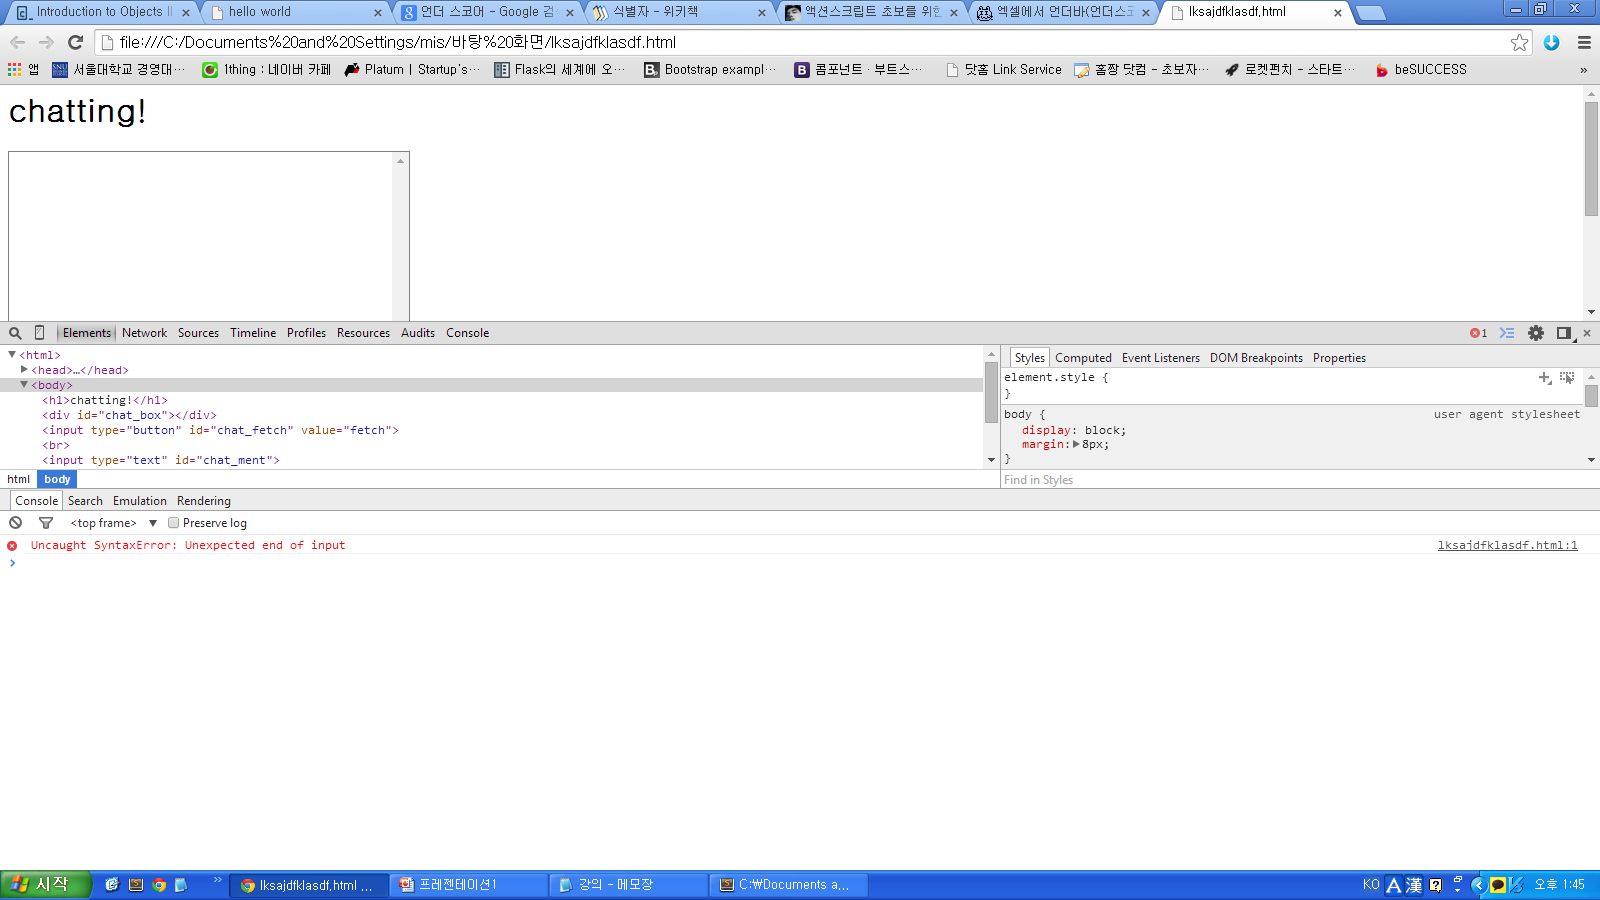 Introduction to Objects I
hello world
언더 스코어 - Google 검
식별자 - 위키책
액션스크립트 초보를 위한
엑셀에서 언더바(언더스코
lksajdfklasdf.html
file:///C:/Documents%20and%20Settings/mis/바탕%20화면/lksajdfklasdf.html
앱 서울대학교 경영대… 1thing : 네이버 카페 Platum | Startup's… Flask의 세계에 오… Bootstrap exampl… 콤포넌트 · 부트스… 닷홈 Link Service 홈짱 닷컴 - 초보자… 로켓펀치 - 스타트… beSUCCESS »
chatting!
Elements Network Sources Timeline Profiles Resources Audits Console 1
<html>
<head>…</head>
<body>
<h1>chatting!</h1>
<div id="chat_box"></div>
<input type="button" id="chat_fetch" value="fetch">
<br>
<input type="text" id="chat_ment">
html body
Styles Computed Event Listeners DOM Breakpoints Properties
element.style {
}
body { user agent stylesheet
display: block;
margin: 8px;
}
Find in Styles
Console Search Emulation Rendering
<top frame> Preserve log
Uncaught SyntaxError: Unexpected end of input lksajdfklasdf.html:1
시작 » lksajdfklasdf.html ... 프레젠테이션1 강의 - 메모장 C:\Documents a... KO A 漢 오후 1:45